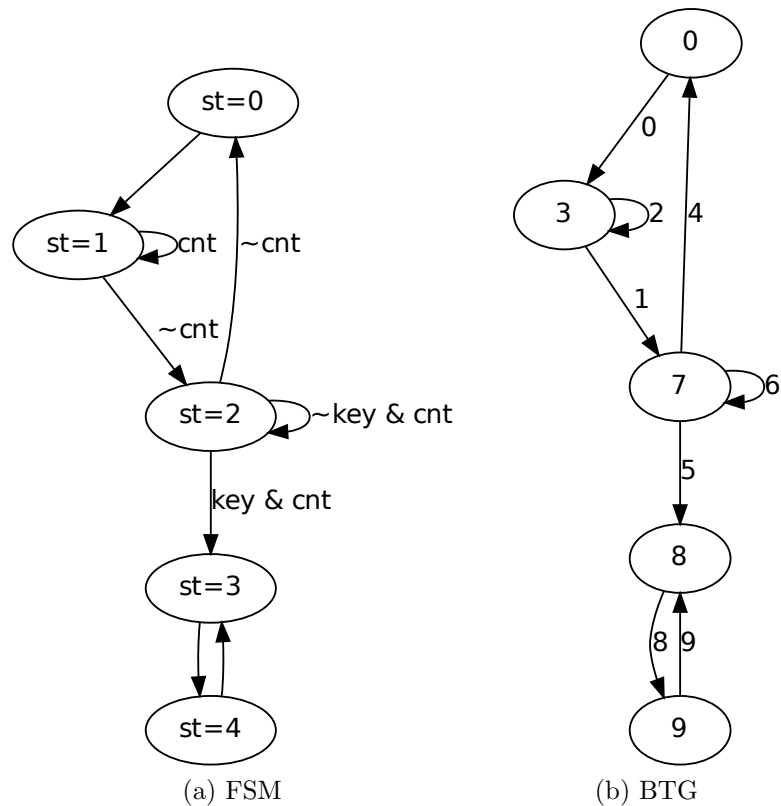 st=0
st=1
cnt
~cnt
~cnt
st=2
~key & cnt
key & cnt
st=3
st=4
(a) FSM
0
0
3
2
4
1
7
6
5
8
8
9
9
(b) BTG